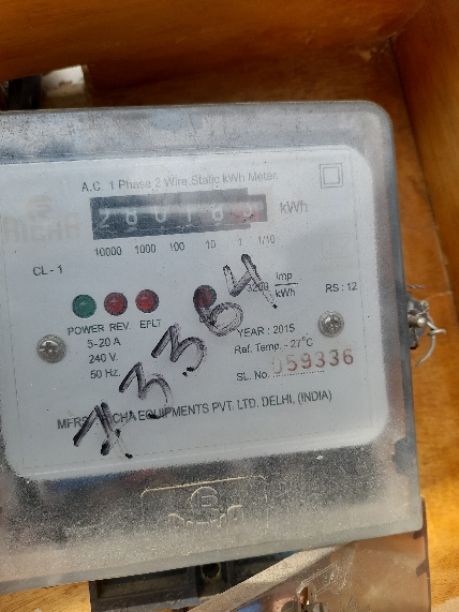 A.C. 1 Phase 2 Wire Static kWh Meter
kWh
10000 1000 100 10 1 1/10
CL - 1
3200 Imp/kWh
RS : 12
POWER REV. EFLT
5-20 A
240 V.
50 Hz.
YEAR : 2015
Ref. Temp. - 27°C
SL. No. 059336
EQUIPMENTS PVT. LTD. DELHI, (INDIA)